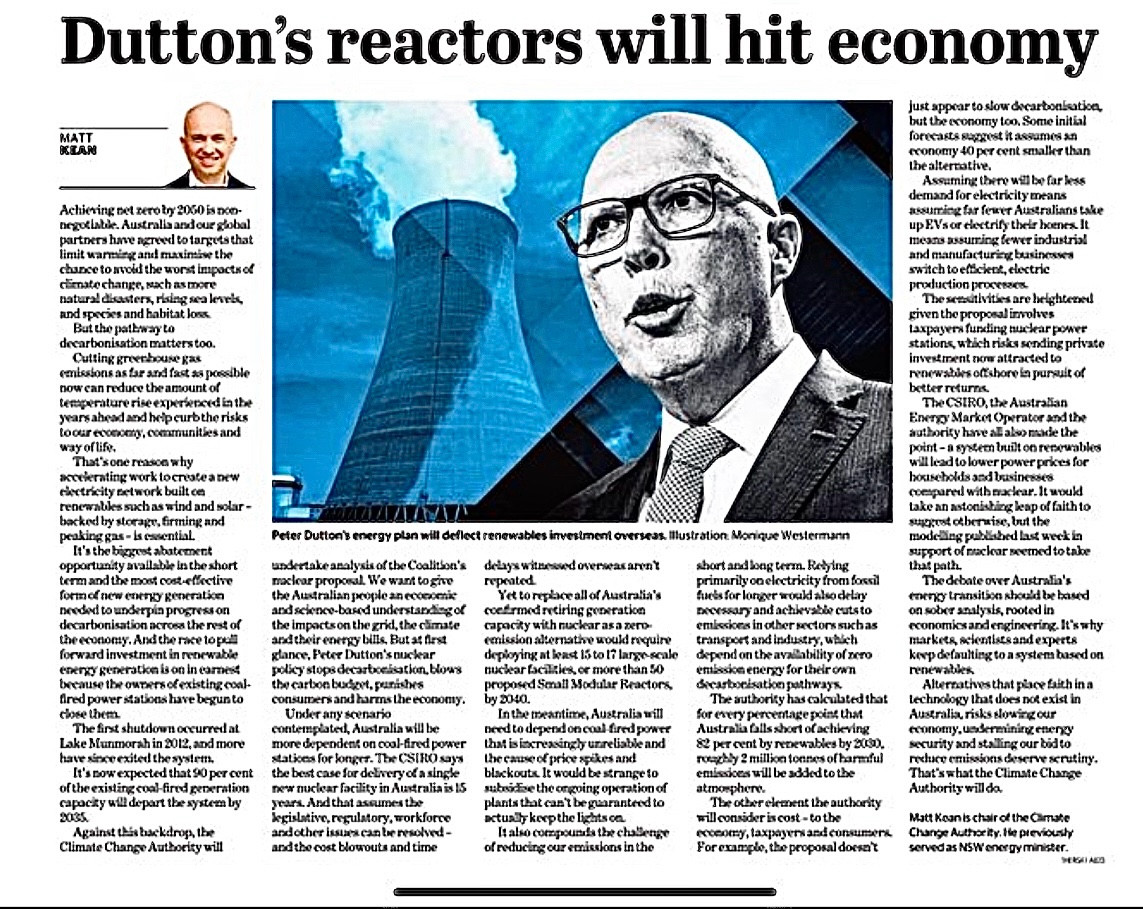 Dutton's reactors will hit economy
MATT
KEAN
Achieving net zero by 2050 is non-
negotiable. Australia and our global
partners have agreed to targets that
limit warming and maximise the
chance to avoid the worst impacts of
climate change, such as more
natural disasters, rising sea levels,
and species and habitat loss.
But the pathway to
decarbonisation matters too.
Cutting greenhouse gas
emissions as far and fast as possible
now can reduce the amount of
temperature rise experienced in the
years ahead and help curb the risks
to our economy, communities and
way of life.
That's one reason why
accelerating work to create a new
electricity network built on
renewables such as wind and solar –
backed by storage, firming and
peaking gas – is essential.
It's the biggest abatement
opportunity available in the short
term and the most cost-effective
form of new energy generation
needed to underpin progress on
decarbonisation across the rest of
the economy. And the race to pull
forward investment in renewable
energy generation is on in earnest
because the owners of existing coal-
fired power stations have begun to
close them.
The first shutdown occurred at
Lake Munmorah in 2012, and more
have since exited the system.
It's now expected that 90 per cent
of the existing coal-fired generation
capacity will depart the system by
2035.
Against this backdrop, the
Climate Change Authority will
Peter Dutton's energy plan will deflect renewables investment overseas. Illustration: Monique Westermann
undertake analysis of the Coalition's
nuclear proposal. We want to give
the Australian people an economic
and science-based understanding of
the impacts on the grid, the climate
and their energy bills. But at first
glance, Peter Dutton's nuclear
policy stops decarbonisation, blows
the carbon budget, punishes
consumers and harms the economy.
Under any scenario
contemplated, Australia will be
more dependent on coal-fired power
stations for longer. The CSIRO says
the best case for delivery of a single
new nuclear facility in Australia is 15
years. And that assumes the
legislative, regulatory, workforce
and other issues can be resolved –
and the cost blowouts and time
delays witnessed overseas aren't
repeated.
Yet to replace all of Australia's
confirmed retiring generation
capacity with nuclear as a zero-
emission alternative would require
deploying at least 15 to 17 large-scale
nuclear facilities, or more than 50
proposed Small Modular Reactors,
by 2040.
In the meantime, Australia will
need to depend on coal-fired power
that is increasingly unreliable and
the cause of price spikes and
blackouts. It would be strange to
subsidise the ongoing operation of
plants that can't be guaranteed to
actually keep the lights on.
It also compounds the challenge
of reducing our emissions in the
short and long term. Relying
primarily on electricity from fossil
fuels for longer would also delay
necessary and achievable cuts to
emissions in other sectors such as
transport and industry, which
depend on the availability of zero
emission energy for their own
decarbonisation pathways.
The authority has calculated that
for every percentage point that
Australia falls short of achieving
82 per cent by renewables by 2030,
roughly 2 million tonnes of harmful
emissions will be added to the
atmosphere.
The other element the authority
will consider is cost – to the
economy, taxpayers and consumers.
For example, the proposal doesn't
just appear to slow decarbonisation,
but the economy too. Some initial
forecasts suggest it assumes an
economy 40 per cent smaller than
the alternative.
Assuming there will be far less
demand for electricity means
assuming far fewer Australians take
up EVs or electrify their homes. It
means assuming fewer industrial
and manufacturing businesses
switch to efficient, electric
production processes.
The sensitivities are heightened
given the proposal involves
taxpayers funding nuclear power
stations, which risks sending private
investment now attracted to
renewables offshore in pursuit of
better returns.
The CSIRO, the Australian
Energy Market Operator and the
authority have all also made the
point – a system built on renewables
will lead to lower power prices for
households and businesses
compared with nuclear. It would
take an astonishing leap of faith to
suggest otherwise, but the
modelling published last week in
support of nuclear seemed to take
that path.
The debate over Australia's
energy transition should be based
on sober analysis, rooted in
economics and engineering. It's why
markets, scientists and experts
keep defaulting to a system based on
renewables.
Alternatives that place faith in a
technology that does not exist in
Australia, risks slowing our
economy, undermining energy
security and stalling our bid to
reduce emissions deserve scrutiny.
That's what the Climate Change
Authority will do.
Matt Kean is chair of the Climate
Change Authority. He previously
served as NSW energy minister.